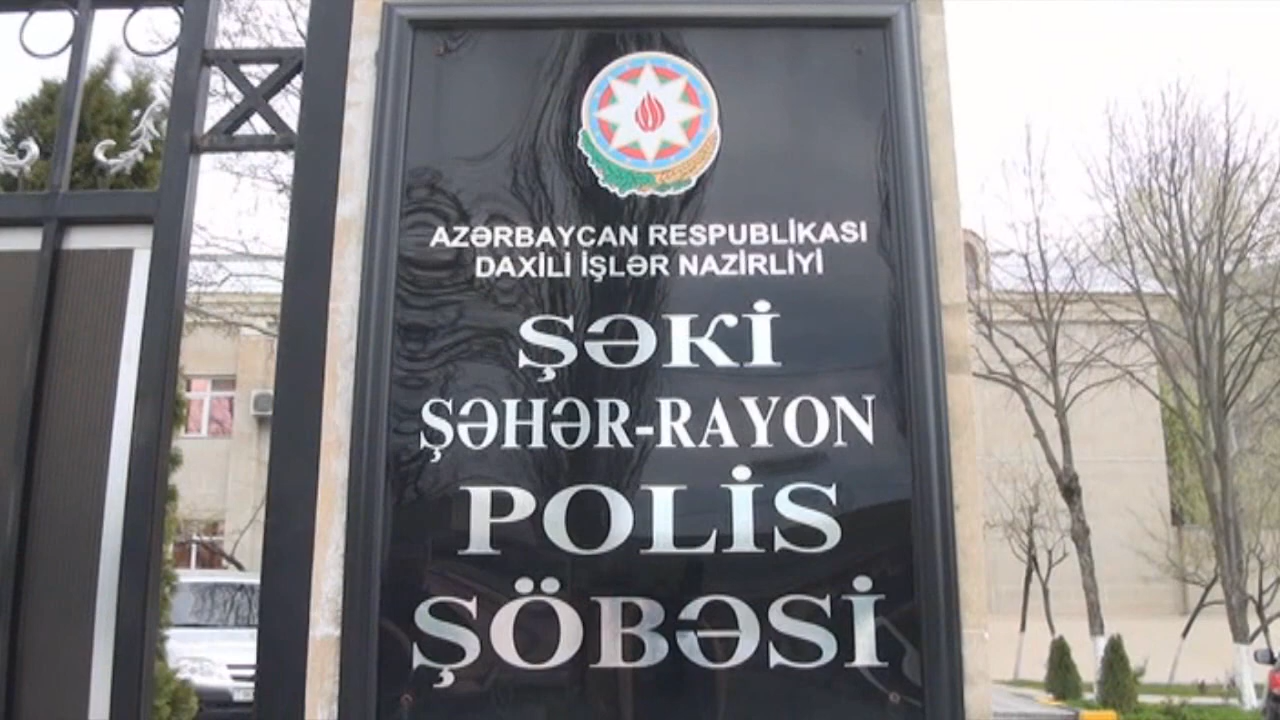 AZƏRBAYCAN RESPUBLİKASI
DAXİLİ İŞLƏR NAZİRLİYİ
ŞƏKİ
ŞƏHƏR-RAYON
POLİS
ŞÖBƏSİ